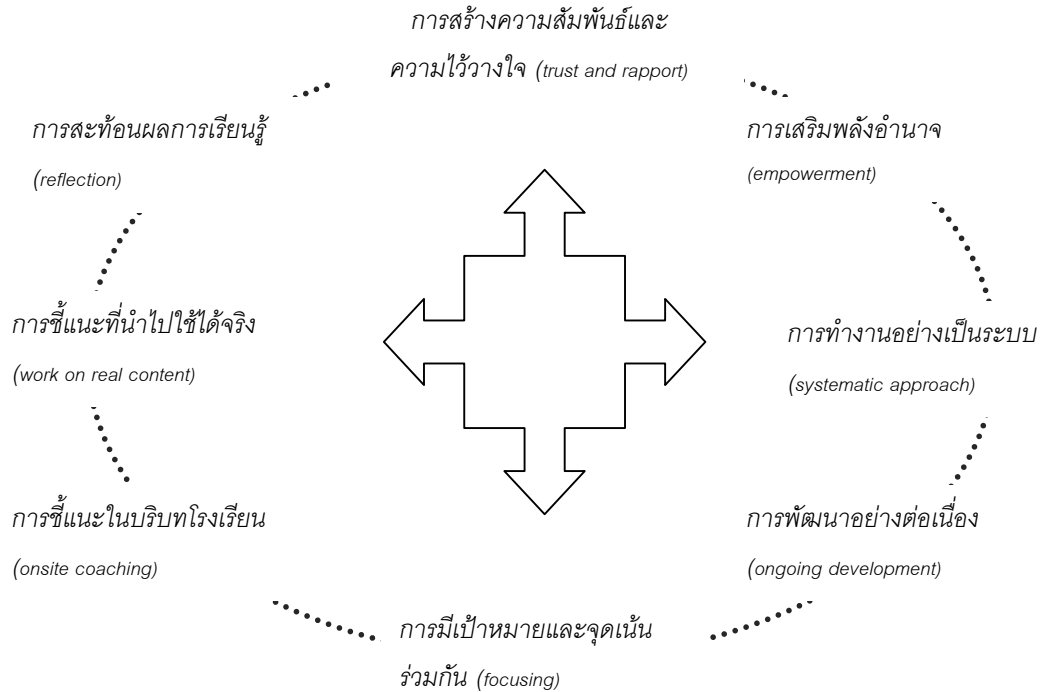 การสร้างความสัมพันธ์และ
ความไว้วางใจ (trust and rapport)
การสะท้อนผลการเรียนรู้
(reflection)
การเสริมพลังอำนาจ
(empowerment)
การชี้แนะที่นำไปใช้ได้จริง
(work on real content)
การทำงานอย่างเป็นระบบ
(systematic approach)
การชี้แนะในบริบทโรงเรียน
(onsite coaching)
การพัฒนาอย่างต่อเนื่อง
(ongoing development)
การมีเป้าหมายและจุดเน้น
ร่วมกัน (focusing)